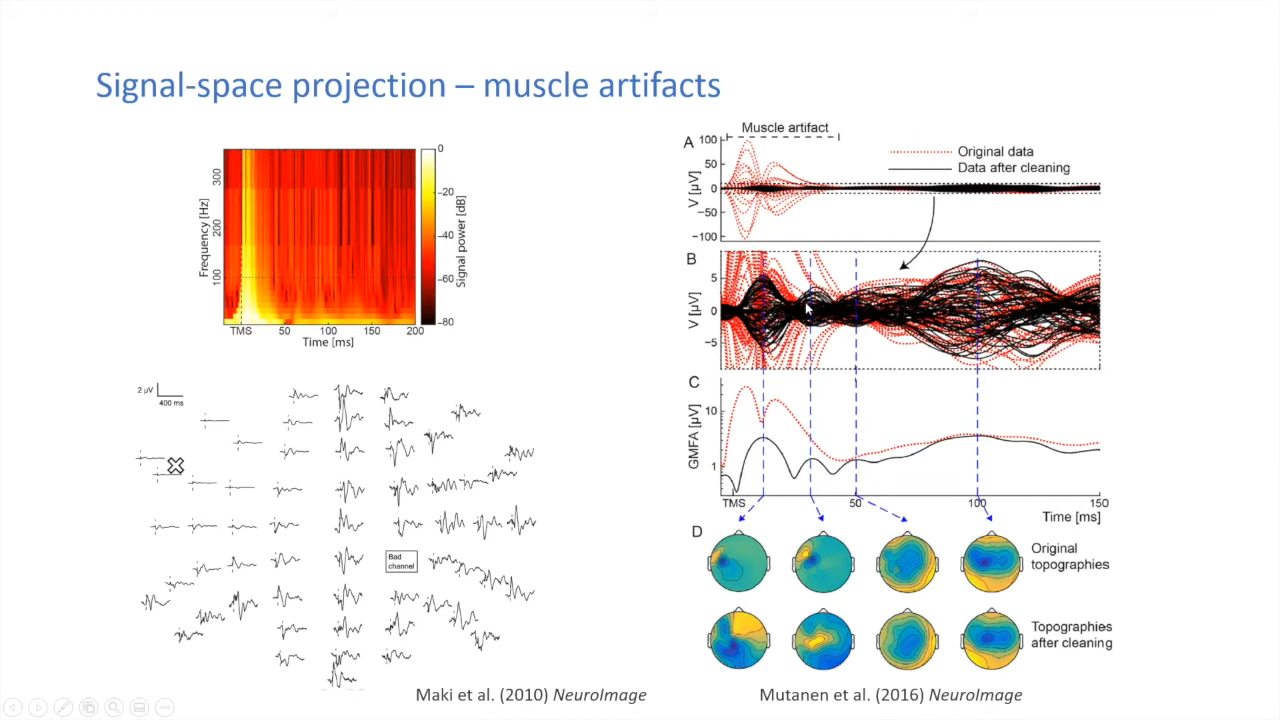 Signal-space projection – muscle artifacts
0
−20
−40
−60
−80
Signal power [dB]
300
200
100
Frequency [Hz]
TMS 50 100 150 200
Time [ms]
2 µV
400 ms
Bad
channel
Maki et al. (2010) NeuroImage
A
Muscle artifact
Original data
Data after cleaning
100
50
0
−50
−100
V [µV]
B
5
0
−5
V [µV]
C
10
1
GMFA [µV]
TMS 50 100 150
Time [ms]
D
Original
topographies
Topographies
after cleaning
Mutanen et al. (2016) NeuroImage